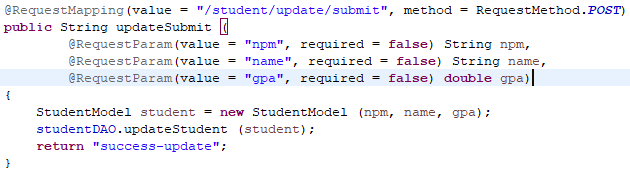 @RequestMapping(value = "/student/update/submit", method = RequestMethod.POST)
public String updateSubmit (
@RequestParam(value = "npm", required = false) String npm,
@RequestParam(value = "name", required = false) String name,
@RequestParam(value = "gpa", required = false) double gpa)
{
StudentModel student = new StudentModel (npm, name, gpa);
studentDAO.updateStudent (student);
return "success-update";
}